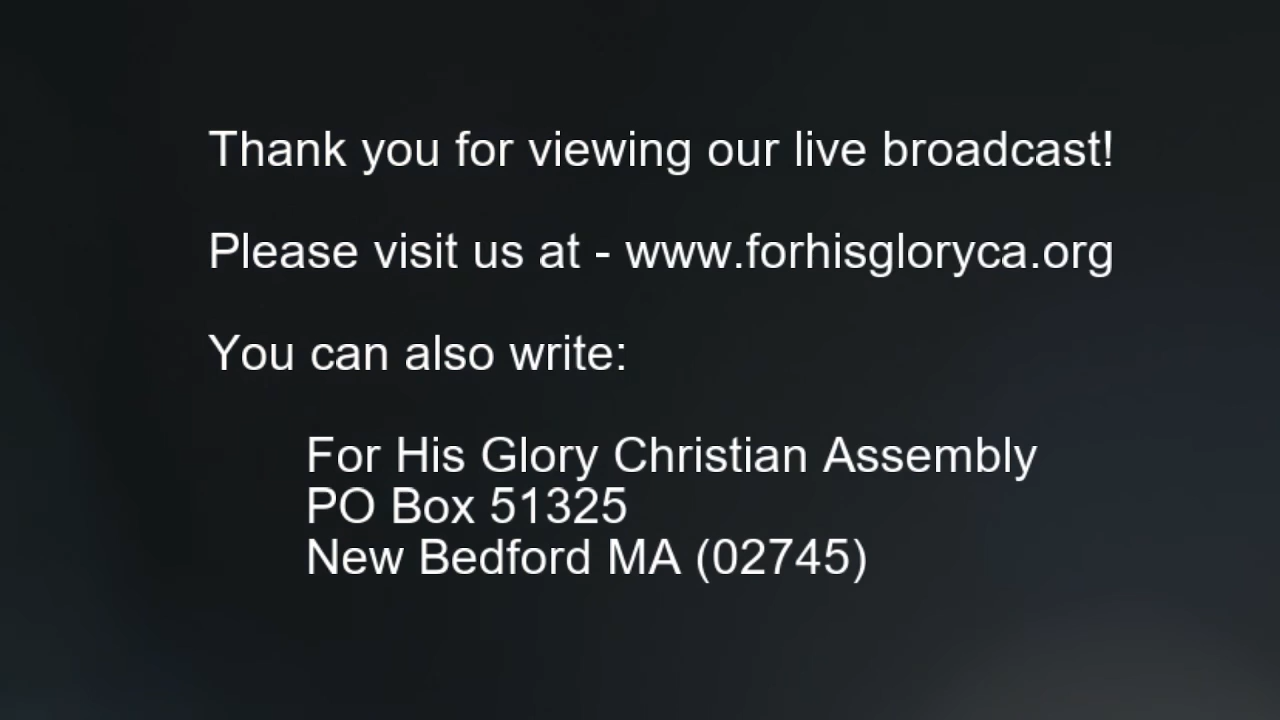 Thank you for viewing our live broadcast!
Please visit us at - www.forhisgloryca.org
You can also write:
For His Glory Christian Assembly
PO Box 51325
New Bedford MA (02745)